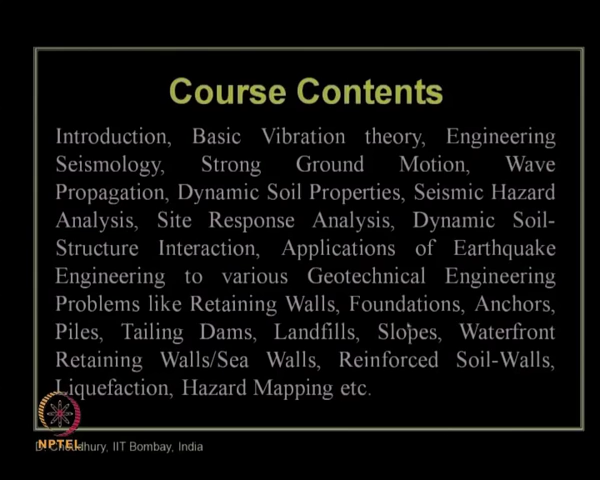 Course Contents
Introduction, Basic Vibration theory, Engineering
Seismology, Strong Ground Motion, Wave
Propagation, Dynamic Soil Properties, Seismic Hazard
Analysis, Site Response Analysis, Dynamic Soil-
Structure Interaction, Applications of Earthquake
Engineering to various Geotechnical Engineering
Problems like Retaining Walls, Foundations, Anchors,
Piles, Tailing Dams, Landfills, Slopes, Waterfront
Retaining Walls/Sea Walls, Reinforced Soil-Walls,
Liquefaction, Hazard Mapping etc.
NPTEL
D. Choudhury, IIT Bombay, India